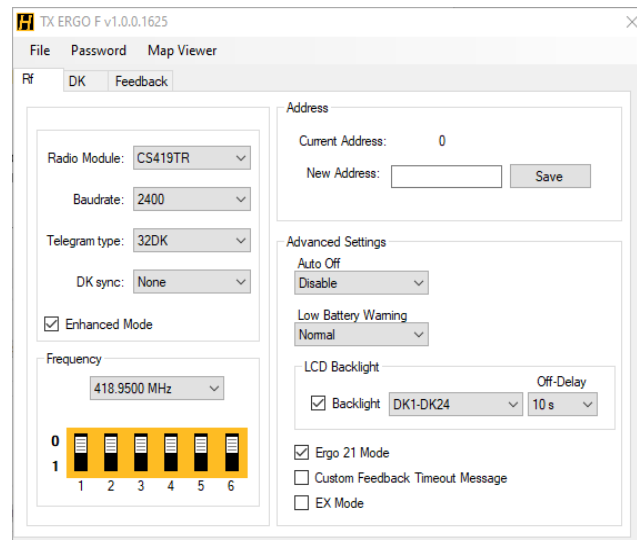 TX ERGO F v1.0.0.1625
File Password Map Viewer
Rf DK Feedback
Radio Module: CS419TR
Baudrate: 2400
Telegram type: 32DK
DK sync: None
Enhanced Mode
Frequency
418.9500 MHz
0
1
1 2 3 4 5 6
Address
Current Address: 0
New Address: Save
Advanced Settings
Auto Off
Disable
Low Battery Warning
Normal
LCD Backlight
Off-Delay
Backlight DK1-DK24 10 s
Ergo 21 Mode
Custom Feedback Timeout Message
EX Mode